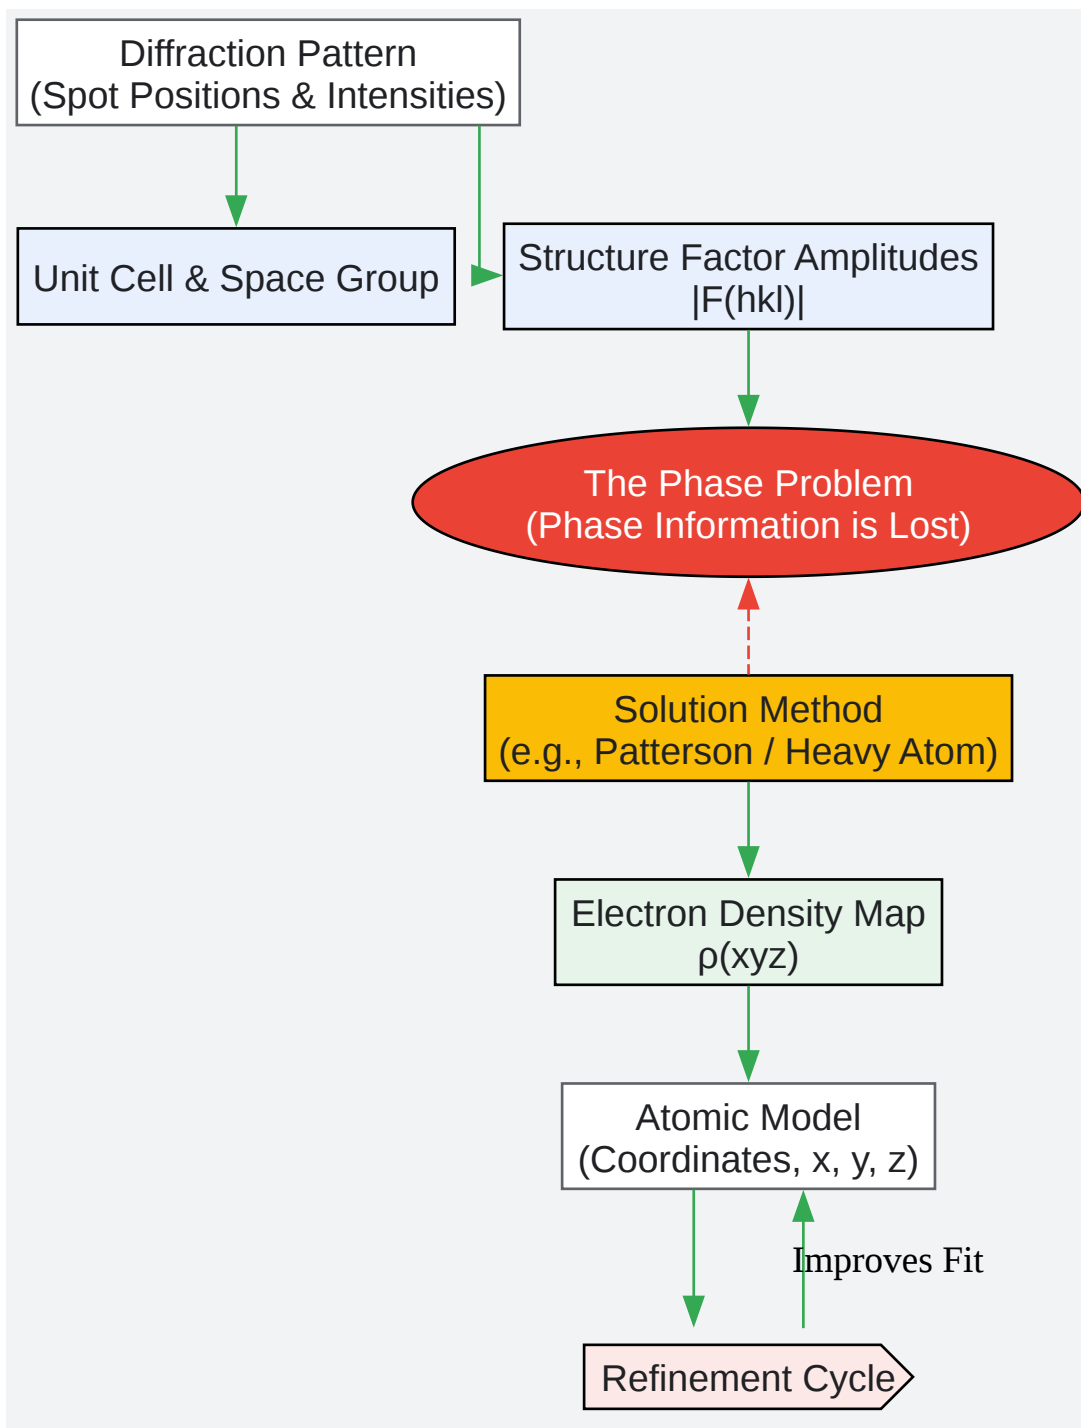 Diffraction Pattern
(Spot Positions & Intensities)
Unit Cell & Space Group
Structure Factor Amplitudes
|F(hkl)|
The Phase Problem
(Phase Information is Lost)
Solution Method
(e.g., Patterson / Heavy Atom)
Electron Density Map
ρ(xyz)
Atomic Model
(Coordinates, x, y, z)
Improves Fit
Refinement Cycle